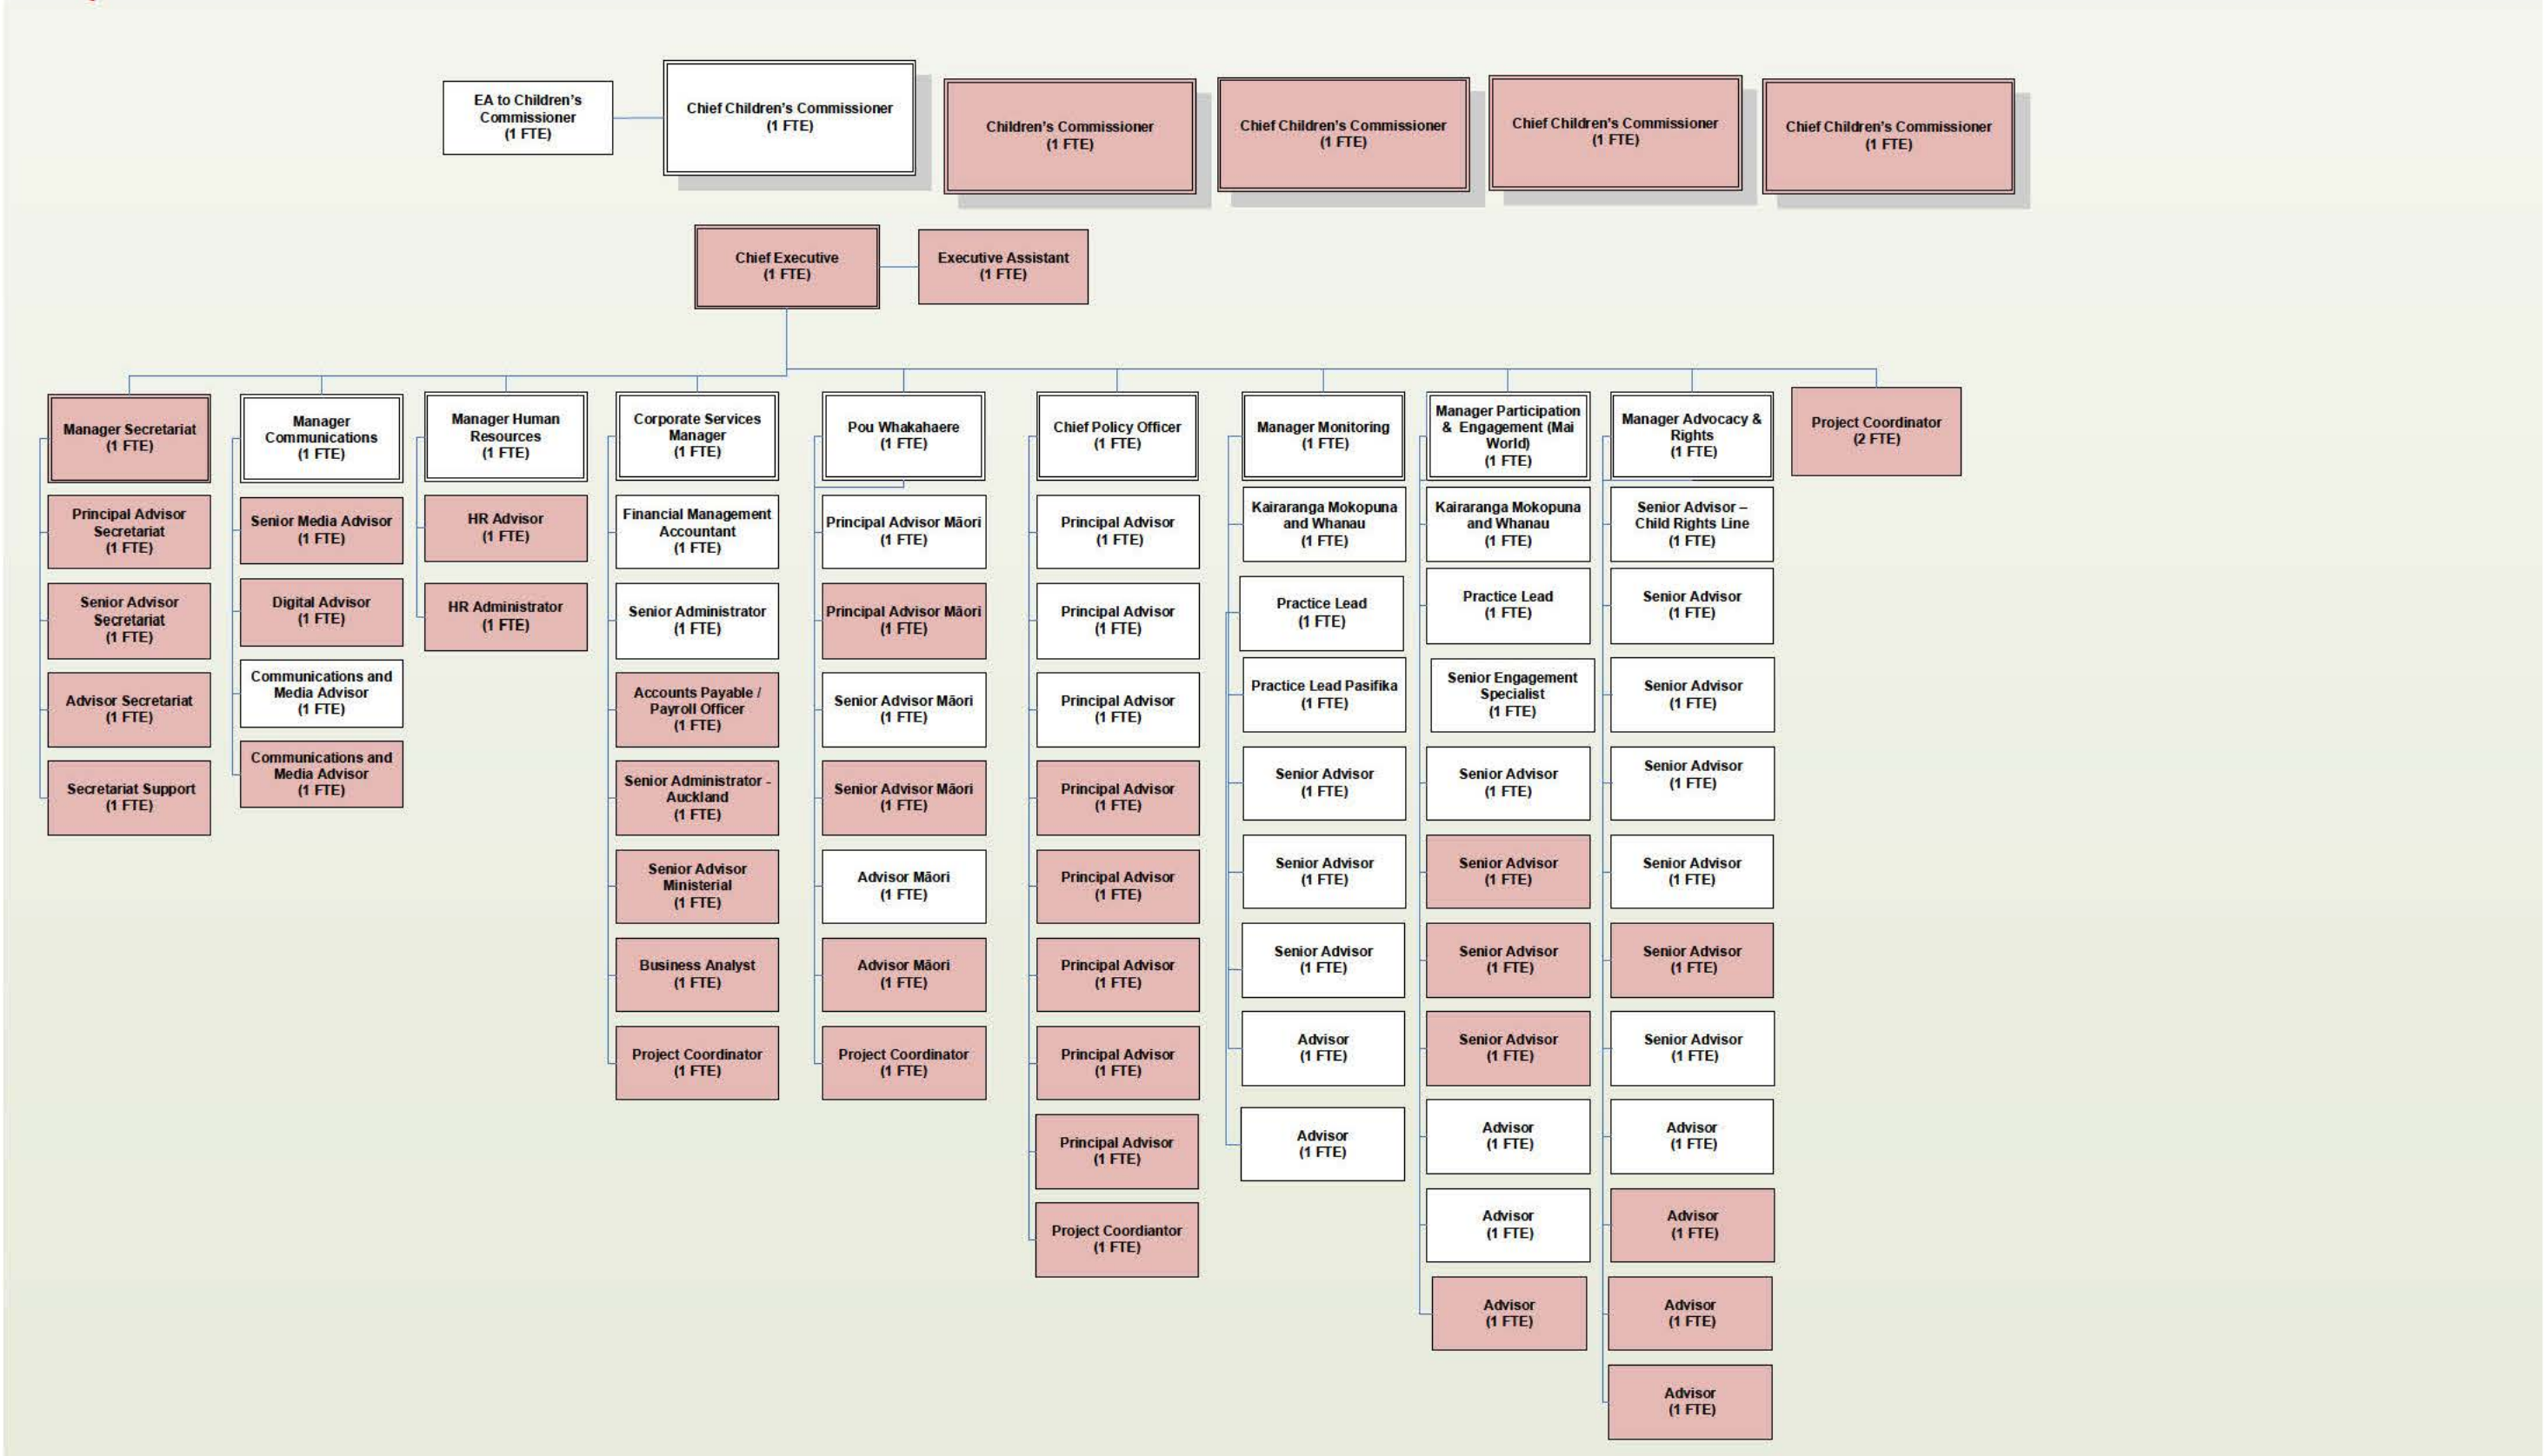 EA to Children's
Commissioner
(1 FTE)
Chief Children's Commissioner
(1 FTE)
Children's Commissioner
(1 FTE)
Chief Children's Commissioner
(1 FTE)
Chief Children's Commissioner
(1 FTE)
Chief Children's Commissioner
(1 FTE)
Chief Executive
(1 FTE)
Executive Assistant
(1 FTE)
Manager Secretariat
(1 FTE)
Principal Advisor
Secretariat
(1 FTE)
Senior Advisor
Secretariat
(1 FTE)
Advisor Secretariat
(1 FTE)
Secretariat Support
(1 FTE)
Manager
Communications
(1 FTE)
Senior Media Advisor
(1 FTE)
Digital Advisor
(1 FTE)
Communications and
Media Advisor
(1 FTE)
Communications and
Media Advisor
(1 FTE)
Manager Human
Resources
(1 FTE)
HR Advisor
(1 FTE)
HR Administrator
(1 FTE)
Corporate Services
Manager
(1 FTE)
Financial Management
Accountant
(1 FTE)
Senior Administrator
(1 FTE)
Accounts Payable /
Payroll Officer
(1 FTE)
Senior Administrator -
Auckland
(1 FTE)
Senior Advisor
Ministerial
(1 FTE)
Business Analyst
(1 FTE)
Project Coordinator
(1 FTE)
Pou Whakahaere
(1 FTE)
Principal Advisor Māori
(1 FTE)
Principal Advisor Māori
(1 FTE)
Senior Advisor Māori
(1 FTE)
Senior Advisor Māori
(1 FTE)
Advisor Māori
(1 FTE)
Advisor Māori
(1 FTE)
Project Coordinator
(1 FTE)
Chief Policy Officer
(1 FTE)
Principal Advisor
(1 FTE)
Principal Advisor
(1 FTE)
Principal Advisor
(1 FTE)
Principal Advisor
(1 FTE)
Principal Advisor
(1 FTE)
Principal Advisor
(1 FTE)
Principal Advisor
(1 FTE)
Principal Advisor
(1 FTE)
Project Coordiantor
(1 FTE)
Manager Monitoring
(1 FTE)
Kairaranga Mokopuna
and Whanau
(1 FTE)
Practice Lead
(1 FTE)
Practice Lead Pasifika
(1 FTE)
Senior Advisor
(1 FTE)
Senior Advisor
(1 FTE)
Senior Advisor
(1 FTE)
Advisor
(1 FTE)
Advisor
(1 FTE)
Manager Participation
& Engagement (Mai
World)
(1 FTE)
Kairaranga Mokopuna
and Whanau
(1 FTE)
Practice Lead
(1 FTE)
Senior Engagement
Specialist
(1 FTE)
Senior Advisor
(1 FTE)
Senior Advisor
(1 FTE)
Senior Advisor
(1 FTE)
Senior Advisor
(1 FTE)
Advisor
(1 FTE)
Advisor
(1 FTE)
Advisor
(1 FTE)
Manager Advocacy &
Rights
(1 FTE)
Senior Advisor –
Child Rights Line
(1 FTE)
Senior Advisor
(1 FTE)
Senior Advisor
(1 FTE)
Senior Advisor
(1 FTE)
Senior Advisor
(1 FTE)
Senior Advisor
(1 FTE)
Senior Advisor
(1 FTE)
Advisor
(1 FTE)
Advisor
(1 FTE)
Advisor
(1 FTE)
Advisor
(1 FTE)
Project Coordinator
(2 FTE)